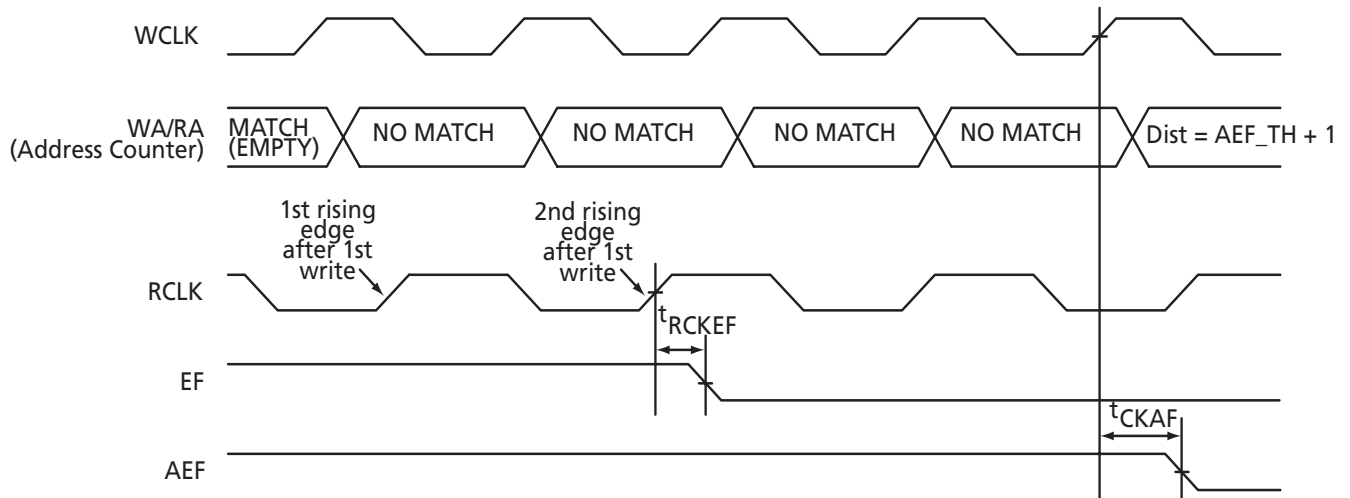 WCLK
WA/RA
(Address Counter)
MATCH
(EMPTY)
NO MATCH
NO MATCH
NO MATCH
NO MATCH
Dist = AEF_TH + 1
1st rising
edge
after 1st
write
2nd rising
edge
after 1st
write
RCLK
tRCKEF
EF
tCKAF
AEF